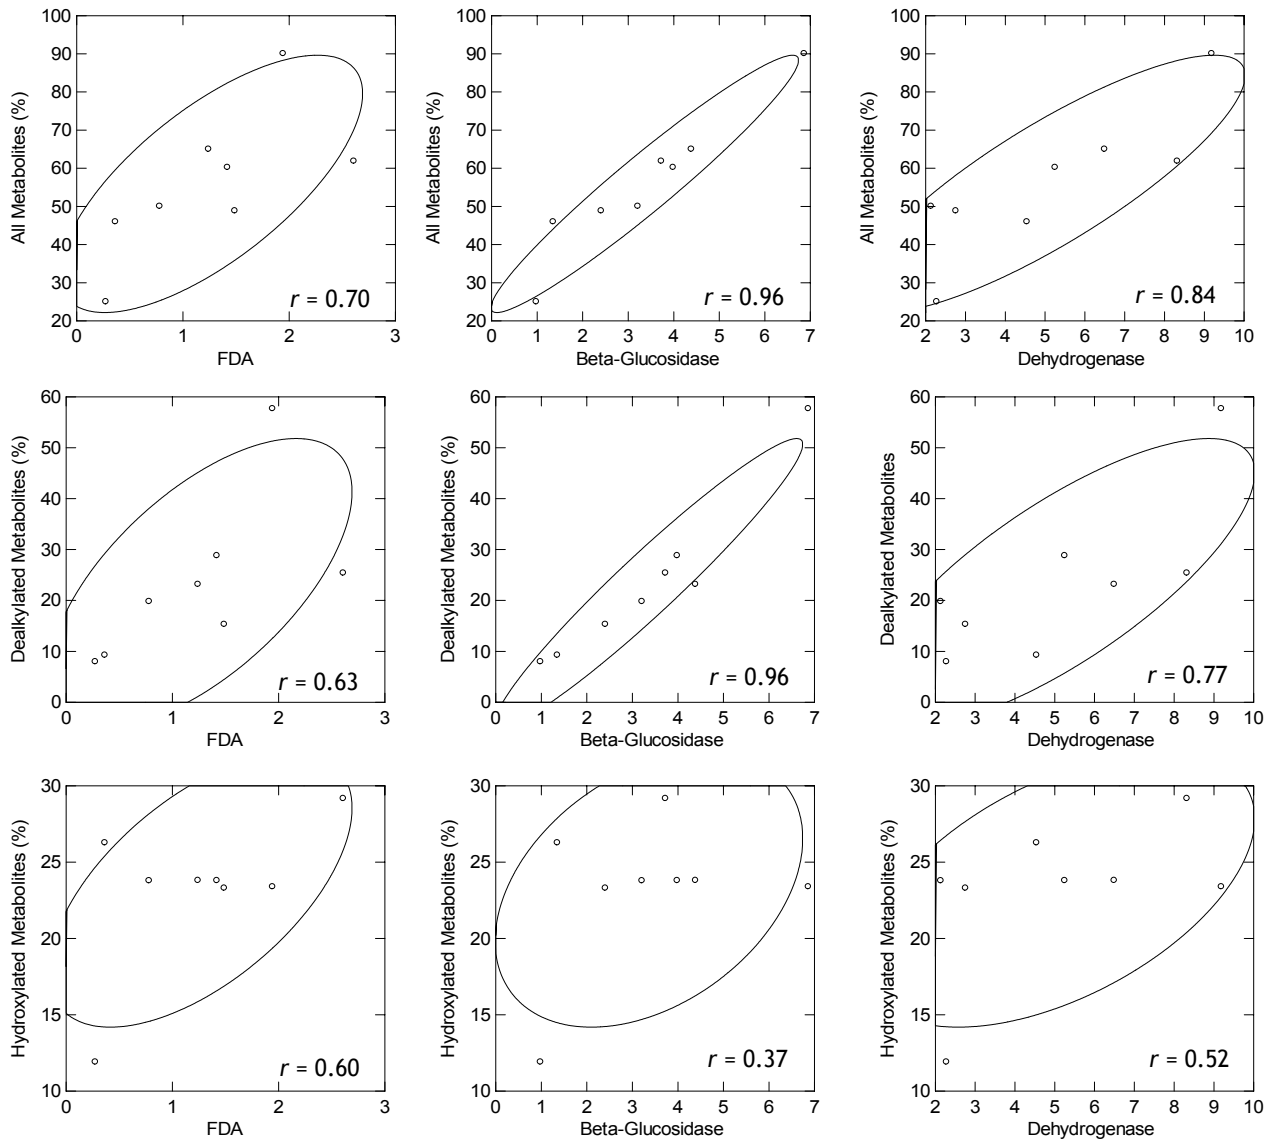 100
90
80
70
60
50
40
30
20
All Metabolites (%)
0 1 2 3
FDA
r = 0.70
100
90
80
70
60
50
40
30
20
All Metabolites (%)
0 1 2 3 4 5 6 7
Beta-Glucosidase
r = 0.96
100
90
80
70
60
50
40
30
20
All Metabolites (%)
2 3 4 5 6 7 8 9 10
Dehydrogenase
r = 0.84
60
50
40
30
20
10
0
Dealkylated Metabolites (%)
0 1 2 3
FDA
r = 0.63
60
50
40
30
20
10
0
Dealkylated Metabolites (%)
0 1 2 3 4 5 6 7
Beta-Glucosidase
r = 0.96
60
50
40
30
20
10
0
Dealkylated Metabolites
2 3 4 5 6 7 8 9 10
Dehydrogenase
r = 0.77
30
25
20
15
10
Hydroxylated Metabolites (%)
0 1 2 3
FDA
r = 0.60
30
25
20
15
10
Hydroxylated Metabolites (%)
0 1 2 3 4 5 6 7
Beta-Glucosidase
r = 0.37
30
25
20
15
10
Hydroxylated Metabolites (%)
2 3 4 5 6 7 8 9 10
Dehydrogenase
r = 0.52